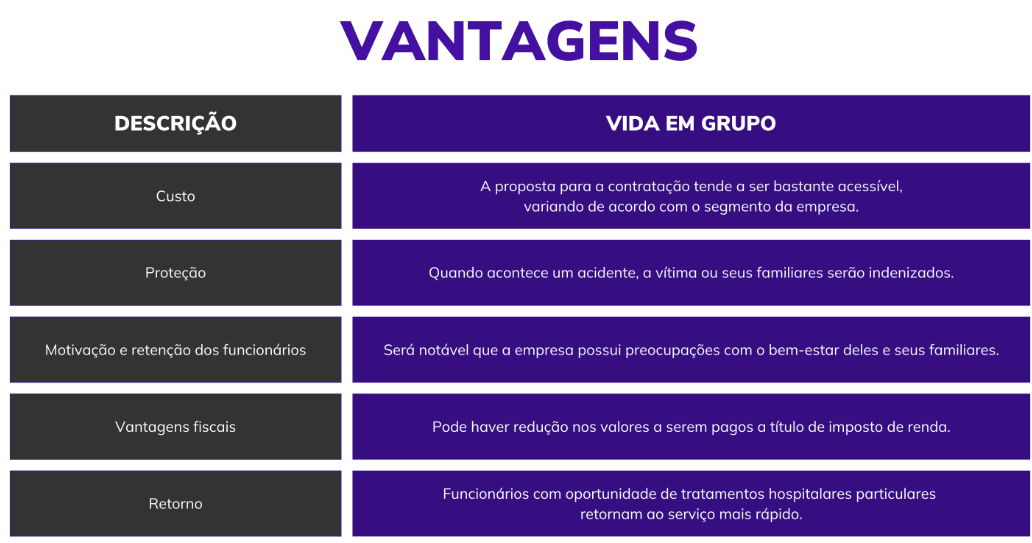 VANTAGENS
DESCRIÇÃO
VIDA EM GRUPO
Custo
A proposta para a contratação tende a ser bastante acessível,
variando de acordo com o segmento da empresa.
Proteção
Quando acontece um acidente, a vítima ou seus familiares serão indenizados.
Motivação e retenção dos funcionários
Será notável que a empresa possui preocupações com o bem-estar deles e seus familiares.
Vantagens fiscais
Pode haver redução nos valores a serem pagos a título de imposto de renda.
Retorno
Funcionários com oportunidade de tratamentos hospitalares particulares
retornam ao serviço mais rápido.